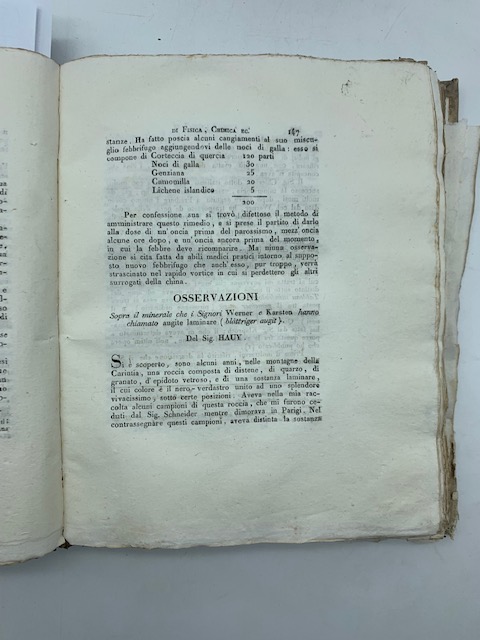 DI FISICA, CHIMICA EC. 147
stanze. Ha fatto poscia alcuni cangiamenti al suo miscu-
glio febbrifugo aggiungendovi delle noci di galla: esso si
compone di Corteccia di quercia 120 parti
Noci di galla 30
Genziana 25
Camomilla 20
Lichene islandico 5
200
Per confessione sua si trovò difettoso il metodo di
amministrare questo rimedio, e si prese il partito di darlo
alla dose di un'oncia prima del parosismo, mezz'oncia
alcune ore dopo, e un'oncia ancora prima del momento,
in cui la febbre deve ricomparire. Ma niuna osserva-
zione si cita fatta da abili medici pratici intorno al suppo-
sto nuovo febbrifugo che anch'esso, pur troppo, verrà
strascinato nel rapido vortice in cui si perdettero gli altri
surrogati della china.
OSSERVAZIONI
Sopra il minerale che i Signori Werner e Karsten hanno
chiamato augite laminare (blättriger augit).
Del Sig. HAUY.
Si è scoperto, sono alcuni anni, nelle montagne della
Carintia, una roccia composta di distene, di quarzo, di
granato, d'epidoto vetroso, e di una sostanza laminare,
il cui colore è il nero-verdastro unito ad uno splendore
vivacissimo, sotto certe posizioni. Aveva nella mia rac-
colta alcuni campioni di questa roccia, che mi furono ce-
duti dal Sig. Schneider mentre dimorava in Parigi. Nel
contrassegnare questi campioni, aveva distinta la sostanza